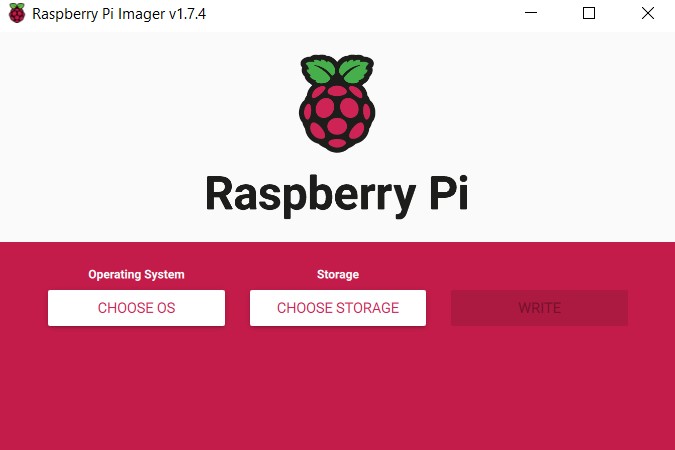 Raspberry Pi Imager v1.7.4
Raspberry Pi
Operating System
Storage
CHOOSE OS
CHOOSE STORAGE
WRITE